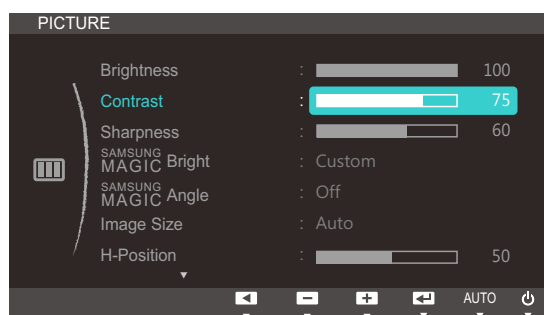 PICTURE
Brightness : 100
Contrast : 75
Sharpness : 60
SAMSUNG MAGIC Bright : Custom
SAMSUNG MAGIC Angle : Off
Image Size : Auto
H-Position : 50
AUTO